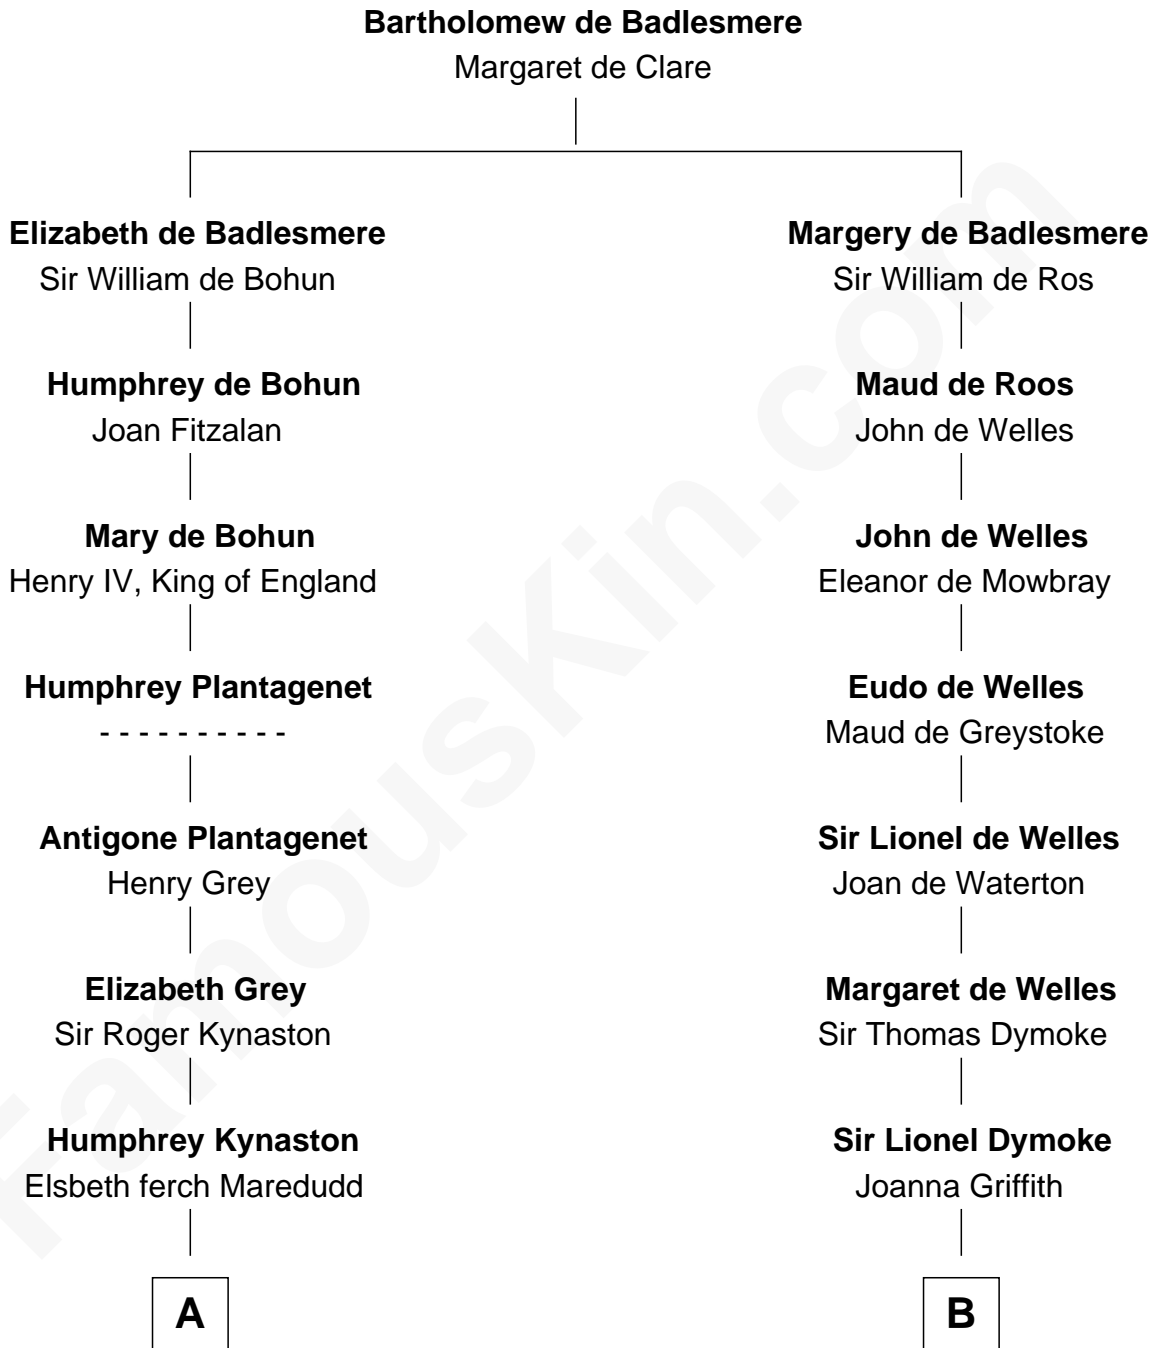 Bartholomew de Badlesmere
Margaret de Clare
Elizabeth de Badlesmere
Sir William de Bohun
Margery de Badlesmere
Sir William de Ros
Humphrey de Bohun
Joan Fitzalan
Maud de Roos
John de Welles
Mary de Bohun
Henry IV, King of England
John de Welles
Eleanor de Mowbray
Humphrey Plantagenet
- - - - - - - - - -
Eudo de Welles
Maud de Greystoke
Antigone Plantagenet
Henry Grey
Sir Lionel de Welles
Joan de Waterton
Elizabeth Grey
Sir Roger Kynaston
Margaret de Welles
Sir Thomas Dymoke
Humphrey Kynaston
Elsbeth ferch Maredudd
Sir Lionel Dymoke
Joanna Griffith
A
B
FamousKin.com